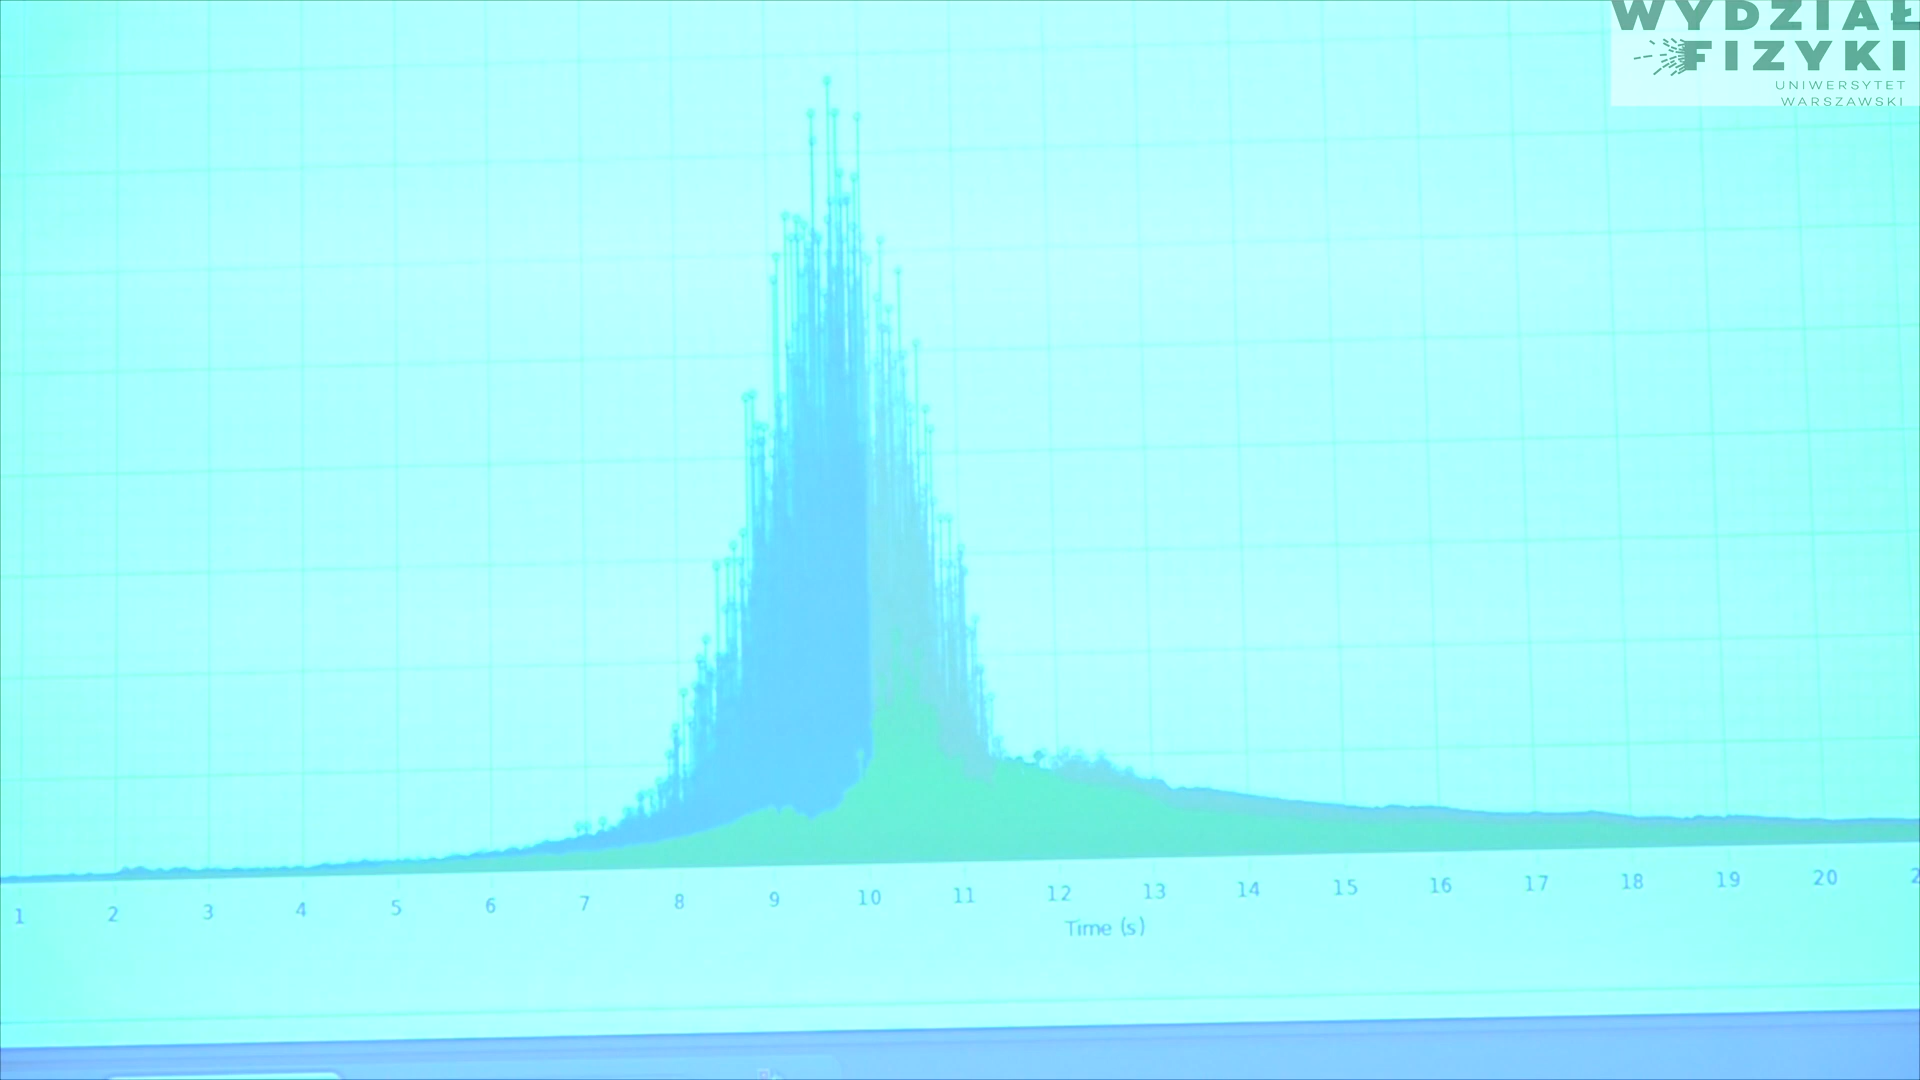 WYDZIAŁ
FIZYKI
UNIWERSYTET
WARSZAWSKI
1 2 3 4 5 6 7 8 9 10 11 12 13 14 15 16 17 18 19 20
Time (s)